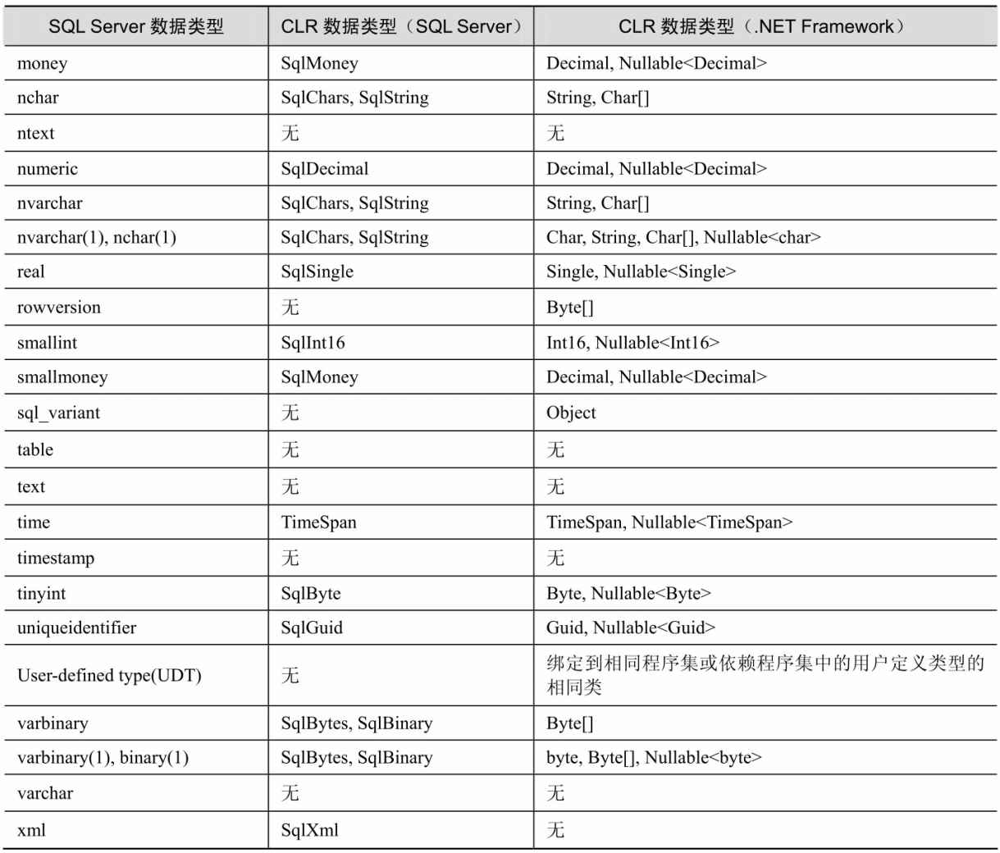 SQL Server 数据类型 CLR 数据类型（SQL Server） CLR 数据类型（.NET Framework）
money SqlMoney Decimal, Nullable<Decimal>
nchar SqlChars, SqlString String, Char[]
ntext 无 无
numeric SqlDecimal Decimal, Nullable<Decimal>
nvarchar SqlChars, SqlString String, Char[]
nvarchar(1), nchar(1) SqlChars, SqlString Char, String, Char[], Nullable<char>
real SqlSingle Single, Nullable<Single>
rowversion 无 Byte[]
smallint SqlInt16 Int16, Nullable<Int16>
smallmoney SqlMoney Decimal, Nullable<Decimal>
sql_variant 无 Object
table 无 无
text 无 无
time TimeSpan TimeSpan, Nullable<TimeSpan>
timestamp 无 无
tinyint SqlByte Byte, Nullable<Byte>
uniqueidentifier SqlGuid Guid, Nullable<Guid>
User-defined type(UDT) 无 绑定到相同程序集或依赖程序集中的用户定义类型的
相同类
varbinary SqlBytes, SqlBinary Byte[]
varbinary(1), binary(1) SqlBytes, SqlBinary byte, Byte[], Nullable<byte>
varchar 无 无
xml SqlXml 无